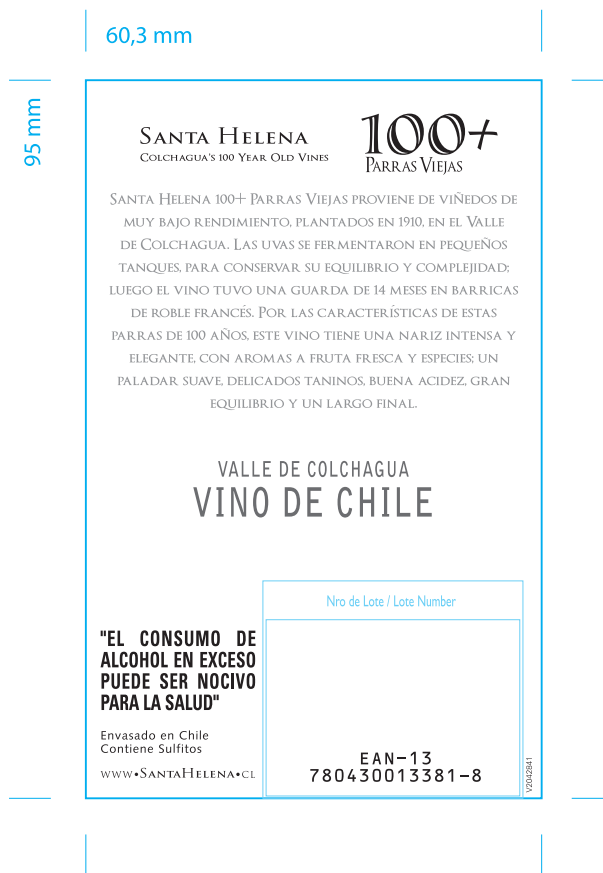 60,3 mm
95 mm
SANTA HELENA
COLCHAGUA'S 100 YEAR OLD VINES
100+
PARRAS VIEJAS
SANTA HELENA 100+ PARRAS VIEJAS PROVIENE DE VIÑEDOS DE
MUY BAJO RENDIMIENTO, PLANTADOS EN 1910, EN EL VALLE
DE COLCHAGUA. LAS UVAS SE FERMENTARON EN PEQUEÑOS
TANQUES, PARA CONSERVAR SU EQUILIBRIO Y COMPLEJIDAD;
LUEGO EL VINO TUVO UNA GUARDA DE 14 MESES EN BARRICAS
DE ROBLE FRANCÉS. POR LAS CARACTERÍSTICAS DE ESTAS
PARRAS DE 100 AÑOS, ESTE VINO TIENE UNA NARIZ INTENSA Y
ELEGANTE, CON AROMAS A FRUTA FRESCA Y ESPECIES; UN
PALADAR SUAVE, DELICADOS TANINOS, BUENA ACIDEZ, GRAN
EQUILIBRIO Y UN LARGO FINAL.
VALLE DE COLCHAGUA
VINO DE CHILE
Nro de Lote / Lote Number
"EL CONSUMO DE
ALCOHOL EN EXCESO
PUEDE SER NOCIVO
PARA LA SALUD"
Envasado en Chile
Contiene Sulfitos
WWW•SANTAHELENA•CL
EAN-13
780430013381-8
V2042841